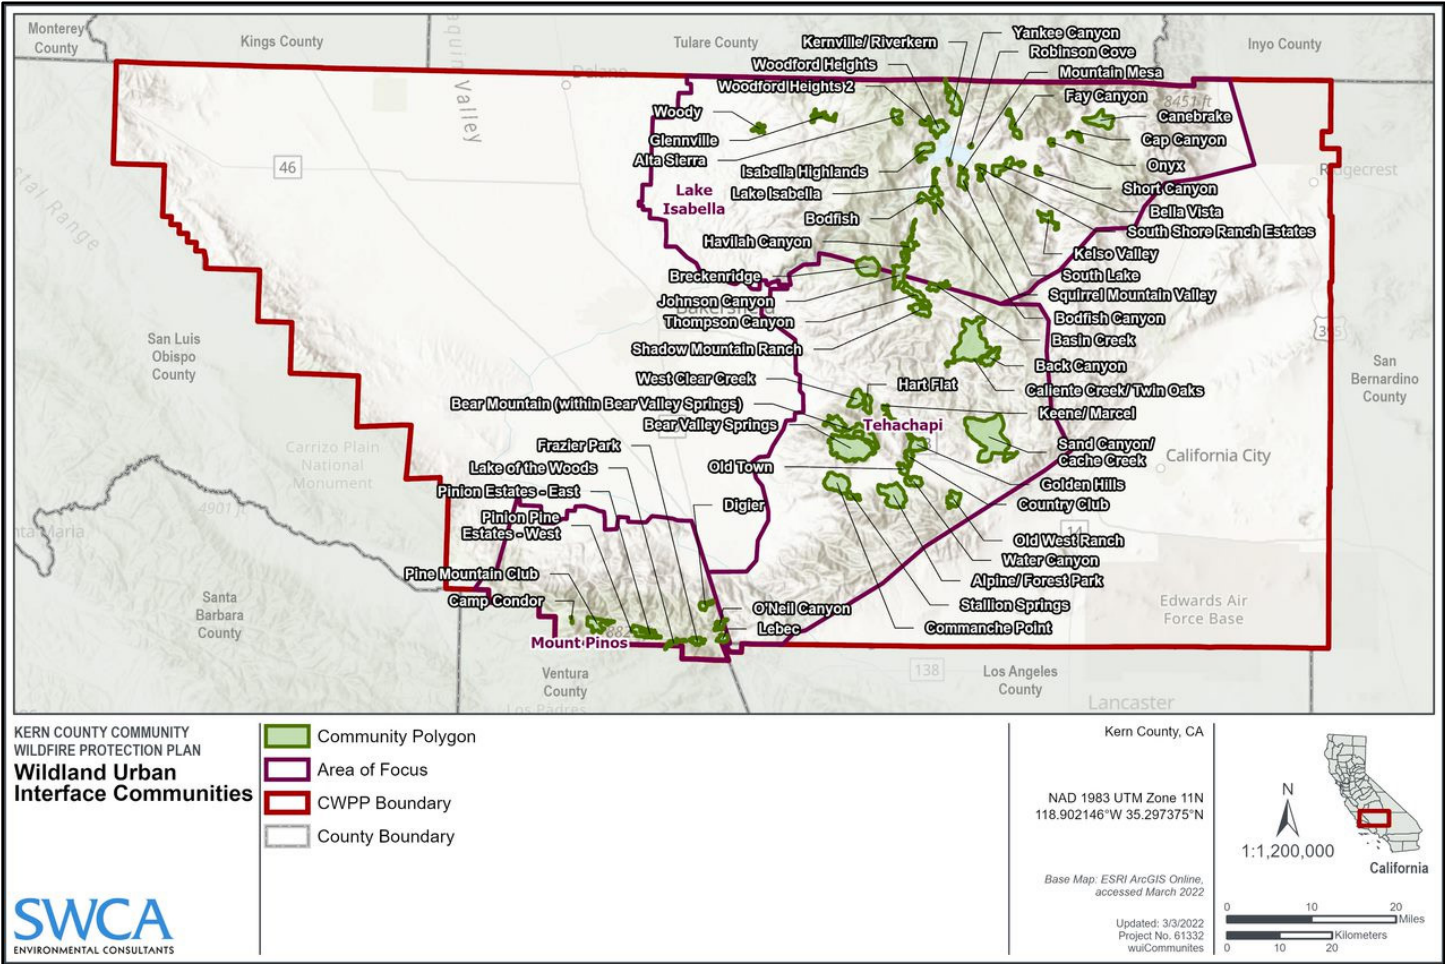 Monterey
County
Kings County
Tulare County
Inyo County
Delano
aquin Valley
46
stal Range
Kernville/ Riverkern
Woodford Heights
Woodford Heights 2
Woody
Glennville
Alta Sierra
Isabella Highlands
Lake Isabella
Bodfish
Havilah Canyon
Breckenridge
Johnson Canyon
Thompson Canyon
Shadow Mountain Ranch
Yankee Canyon
Robinson Cove
Mountain Mesa
Fay Canyon
8451 ft
Canebrake
Cap Canyon
Onyx
Short Canyon
Bella Vista
South Shore Ranch Estates
Kelso Valley
South Lake
Squirrel Mountain Valley
Bodfish Canyon
Basin Creek
Back Canyon
Caliente Creek/ Twin Oaks
Keene/ Marcel
Lake
Isabella
Bakersfield
Ridgecrest
395
San Luis
Obispo
County
San
Bernardino
County
West Clear Creek
Hart Flat
Bear Mountain (within Bear Valley Springs)
Bear Valley Springs
Tehachapi
Sand Canyon/
Cache Creek
California City
Frazier Park
Lake of the Woods
Pinion Estates - East
Pinion Pine
Estates - West
Pine Mountain Club
Camp Condor
Old Town
Digier
Golden Hills
Country Club
Old West Ranch
Water Canyon
Alpine/ Forest Park
Stallion Springs
Commanche Point
O'Neil Canyon
Lebec
Mount Pinos
Carrizo Plain
National
Monument
4901 ft
nta Maria
14
Santa
Barbara
County
Edwards Air
Force Base
Ventura
County
Los Padres
138
Los Angeles
County
Lancaster
KERN COUNTY COMMUNITY
WILDFIRE PROTECTION PLAN
Wildland Urban
Interface Communities
SWCA
ENVIRONMENTAL CONSULTANTS
Community Polygon
Area of Focus
CWPP Boundary
County Boundary
Kern County, CA
NAD 1983 UTM Zone 11N
118.902146°W 35.297375°N
Base Map: ESRI ArcGIS Online,
accessed March 2022
Updated: 3/3/2022
Project No. 61332
wuiCommunites
N
1:1,200,000
California
0 10 20
Miles
Kilometers
0 10 20